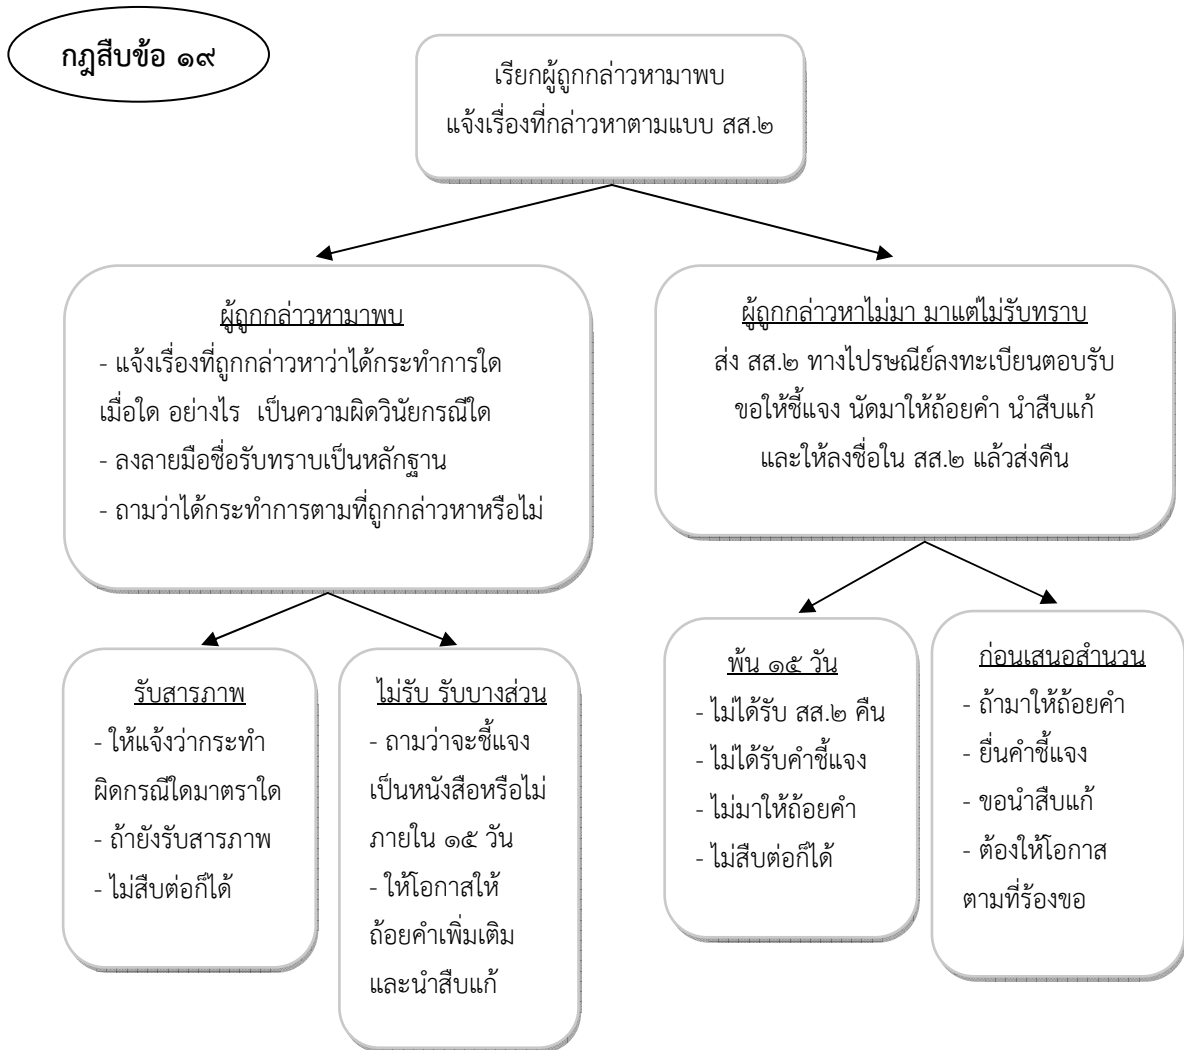 กฎสืบข้อ ๑๙
เรียกผู้ถูกกล่าวหามาพบ
แจ้งเรื่องที่กล่าวหาตามแบบ สส.๒
ผู้ถูกกล่าวหามาพบ
- แจ้งเรื่องที่ถูกกล่าวหาว่าได้กระทำการใด
เมื่อใด อย่างไร เป็นความผิดวินัยกรณีใด
- ลงลายมือชื่อรับทราบเป็นหลักฐาน
- ถามว่าได้กระทำการตามที่ถูกกล่าวหาหรือไม่
ผู้ถูกกล่าวหาไม่มา มาแต่ไม่รับทราบ
ส่ง สส.๒ ทางไปรษณีย์ลงทะเบียนตอบรับ
ขอให้ชี้แจง นัดมาให้ถ้อยคำ นำสืบแก้
และให้ลงชื่อใน สส.๒ แล้วส่งคืน
รับสารภาพ
- ให้แจ้งว่ากระทำ
ผิดกรณีใดมาตราใด
- ถ้ายังรับสารภาพ
- ไม่สืบต่อก็ได้
ไม่รับ รับบางส่วน
- ถามว่าจะชี้แจง
เป็นหนังสือหรือไม่
ภายใน ๑๕ วัน
- ให้โอกาสให้
ถ้อยคำเพิ่มเติม
และนำสืบแก้
พ้น ๑๕ วัน
- ไม่ได้รับ สส.๒ คืน
- ไม่ได้รับคำชี้แจง
- ไม่มาให้ถ้อยคำ
- ไม่สืบต่อก็ได้
ก่อนเสนอสำนวน
- ถ้ามาให้ถ้อยคำ
- ยื่นคำชี้แจง
- ขอนำสืบแก้
- ต้องให้โอกาส
ตามที่ร้องขอ